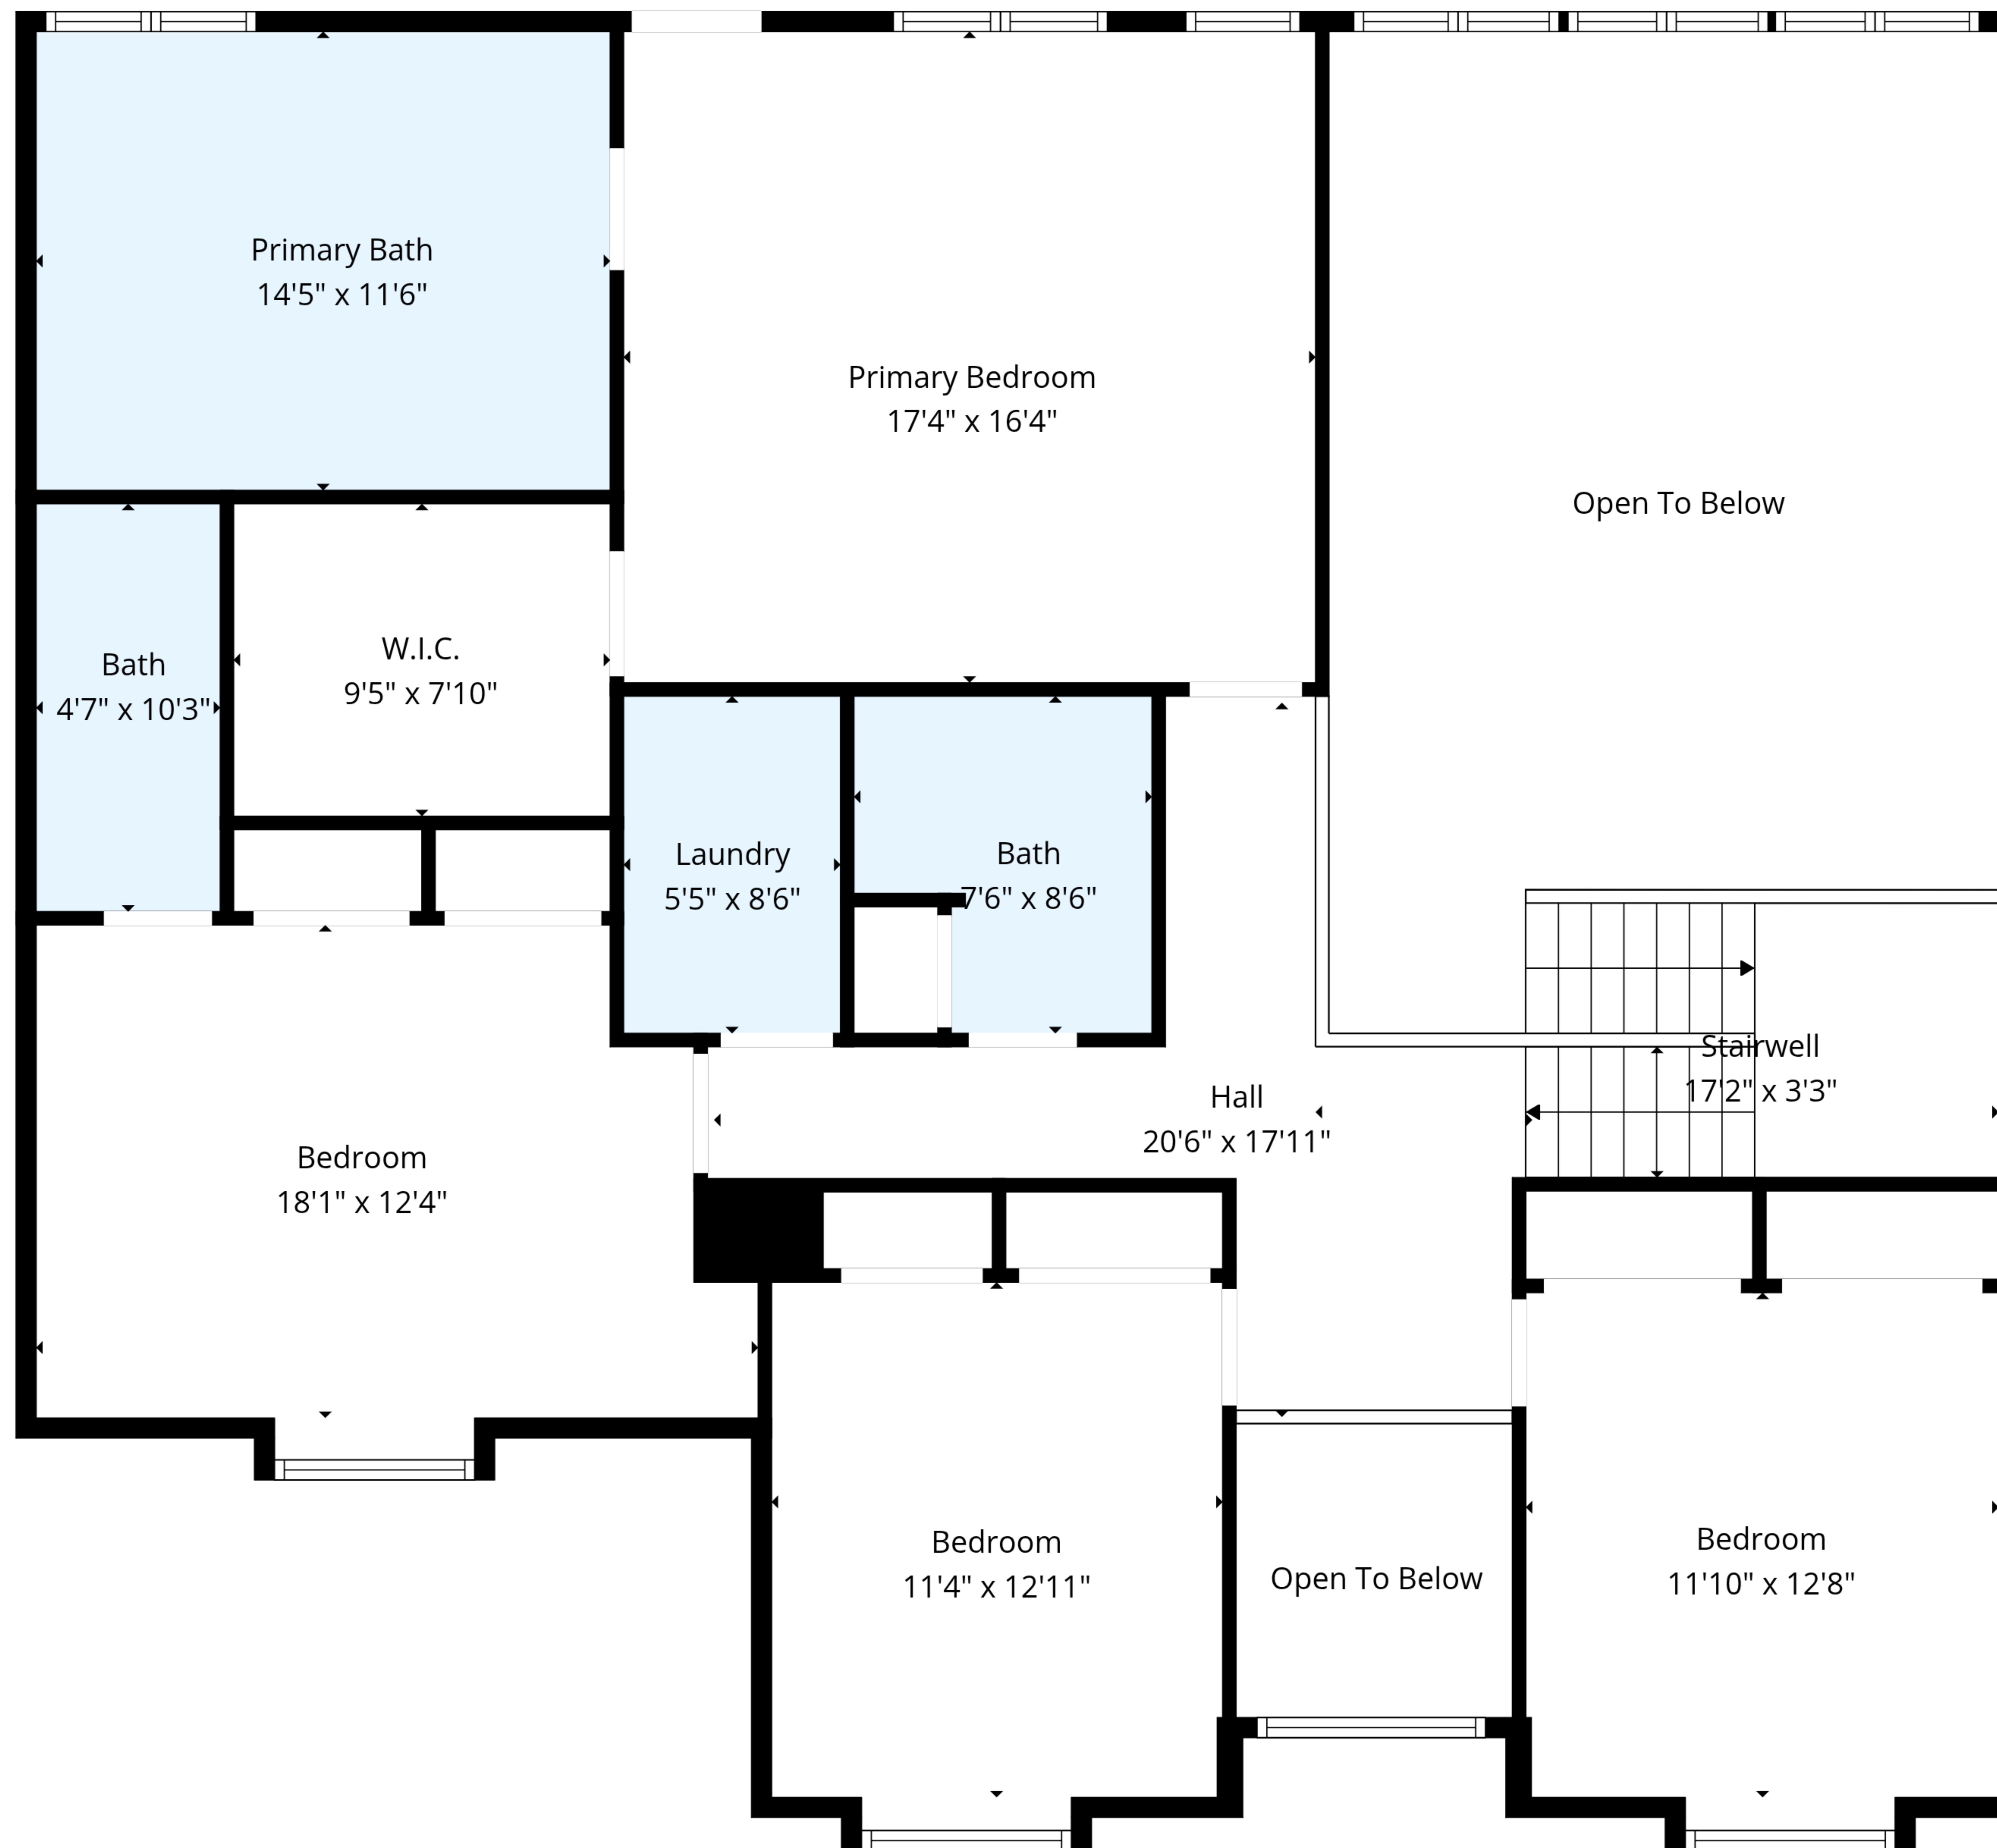 Primary Bath
14'5" x 11'6"
Primary Bedroom
17'4" x 16'4"
Open To Below
Bath
4'7" x 10'3"
W.I.C.
9'5" x 7'10"
Laundry
5'5" x 8'6"
Bath
7'6" x 8'6"
Stairwell
17'2" x 3'3"
Hall
20'6" x 17'11"
Bedroom
18'1" x 12'4"
Bedroom
11'4" x 12'11"
Open To Below
Bedroom
11'10" x 12'8"